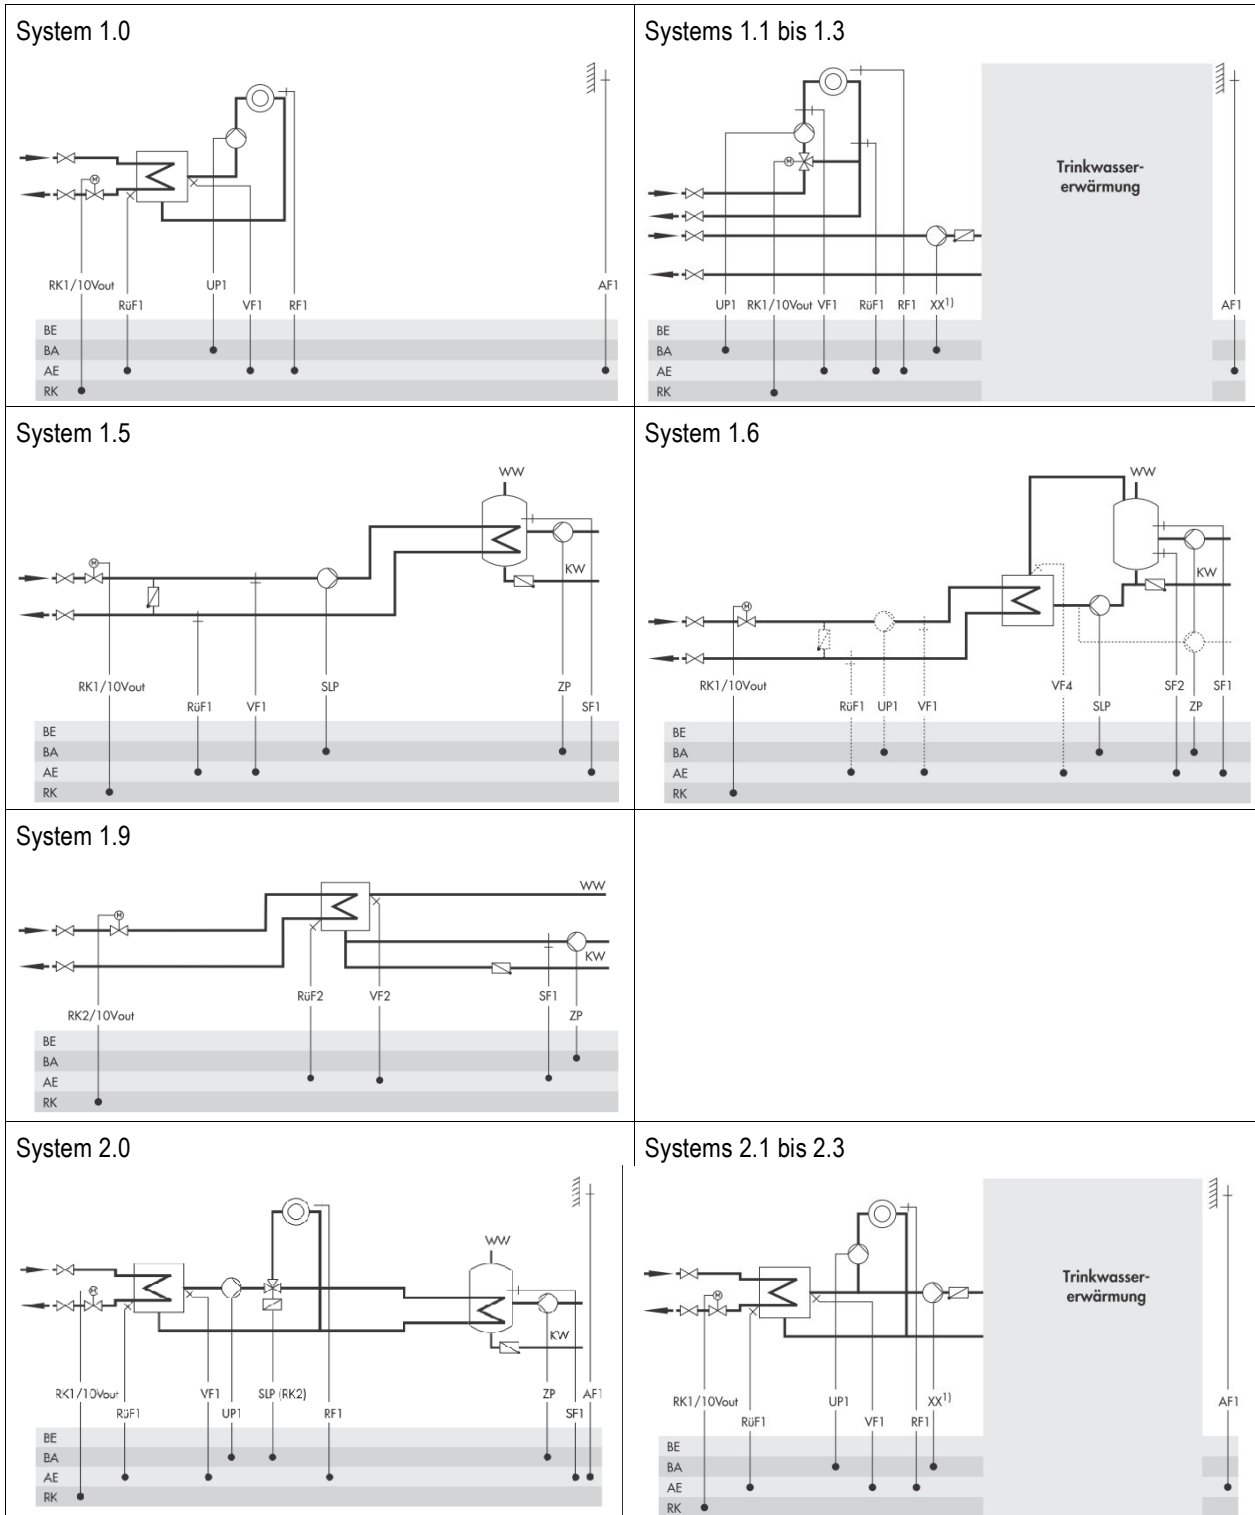 System 1.0
RK1/10Vout
UP1
AF1
RüF1
VF1
RF1
BE
BA
AE
RK
Systems 1.1 bis 1.3
Trinkwasser-
erwärmung
UP1 RK1/10Vout VF1 RüF1 RF1 XX1)
AF1
BE
BA
AE
RK
System 1.5
WW
M
KW
RK1/10Vout
SLP
ZP
RüF1
VF1
SF1
BE
BA
AE
RK
System 1.6
WW
M
KW
RK1/10Vout
VF4
SF2 SF1
RüF1 UP1 VF1
SLP
ZP
BE
BA
AE
RK
System 1.9
WW
M
KW
RüF2
VF2
SF1
RK2/10Vout
ZP
BE
BA
AE
RK
System 2.0
WW
KW
RK1/10Vout
VF1
SLP (RK2)
ZP
AF1
RüF1
UP1
RF1
SF1
BE
BA
AE
RK
Systems 2.1 bis 2.3
Trinkwasser-
erwärmung
M
RK1/10Vout
UP1
XX1)
AF1
RüF1
VF1
RF1
BE
BA
AE
RK